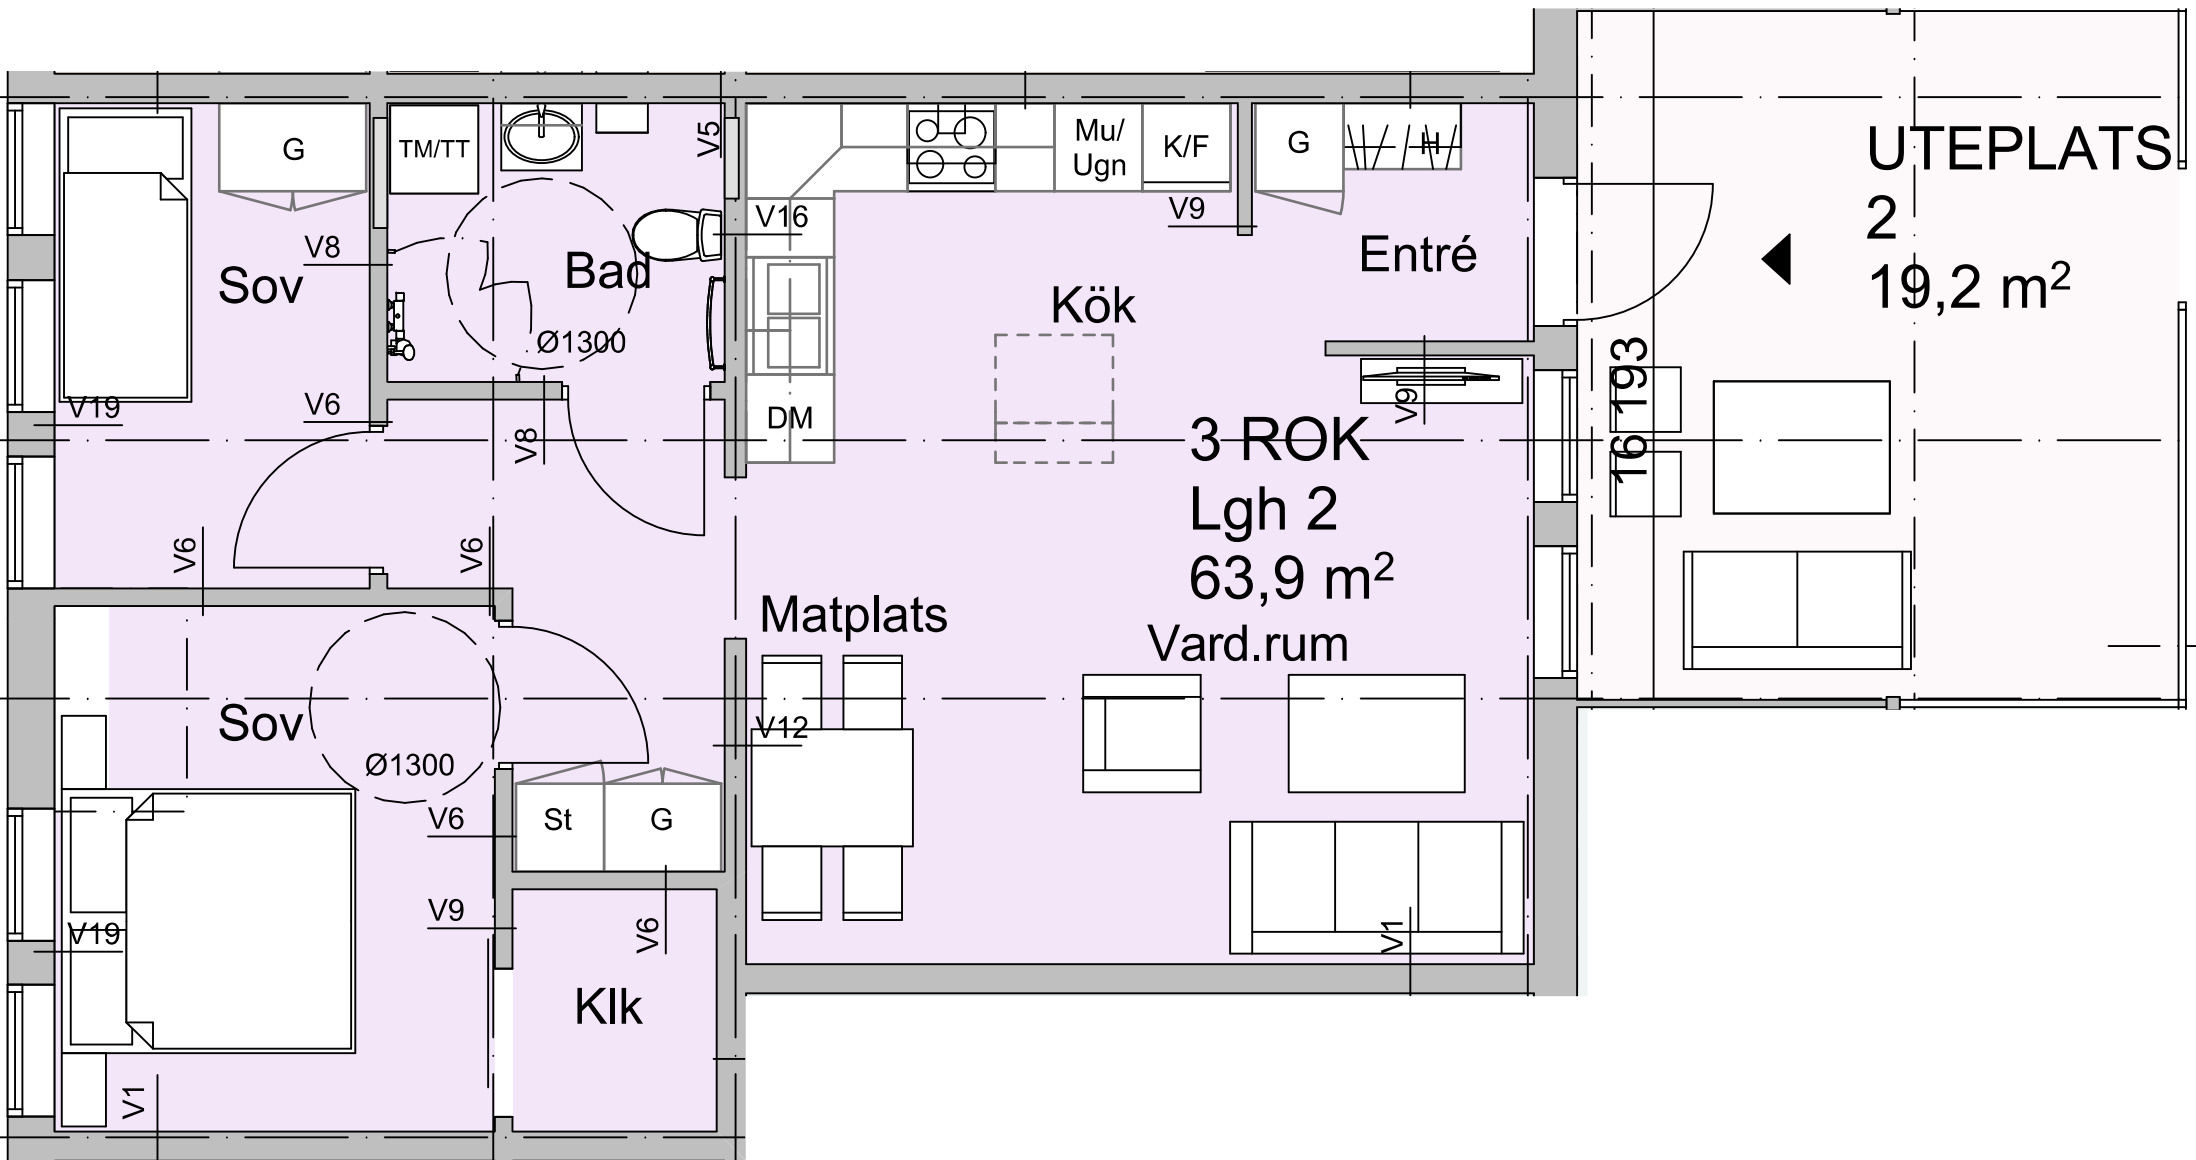 UTEPLATS
2
19,2 m²
G
TM/TT
V5
Mu/
Ugn
K/F
G
H
V16
V9
V8
Sov
Bad
Kök
Entré
Ø1300
16 193
V19
V6
V8
DM
V9
3 ROK
Lgh 2
63,9 m²
Vard.rum
V6
V6
Matplats
Sov
Ø1300
V12
V6
St
G
V19
V9
V6
V1
Klk
V1